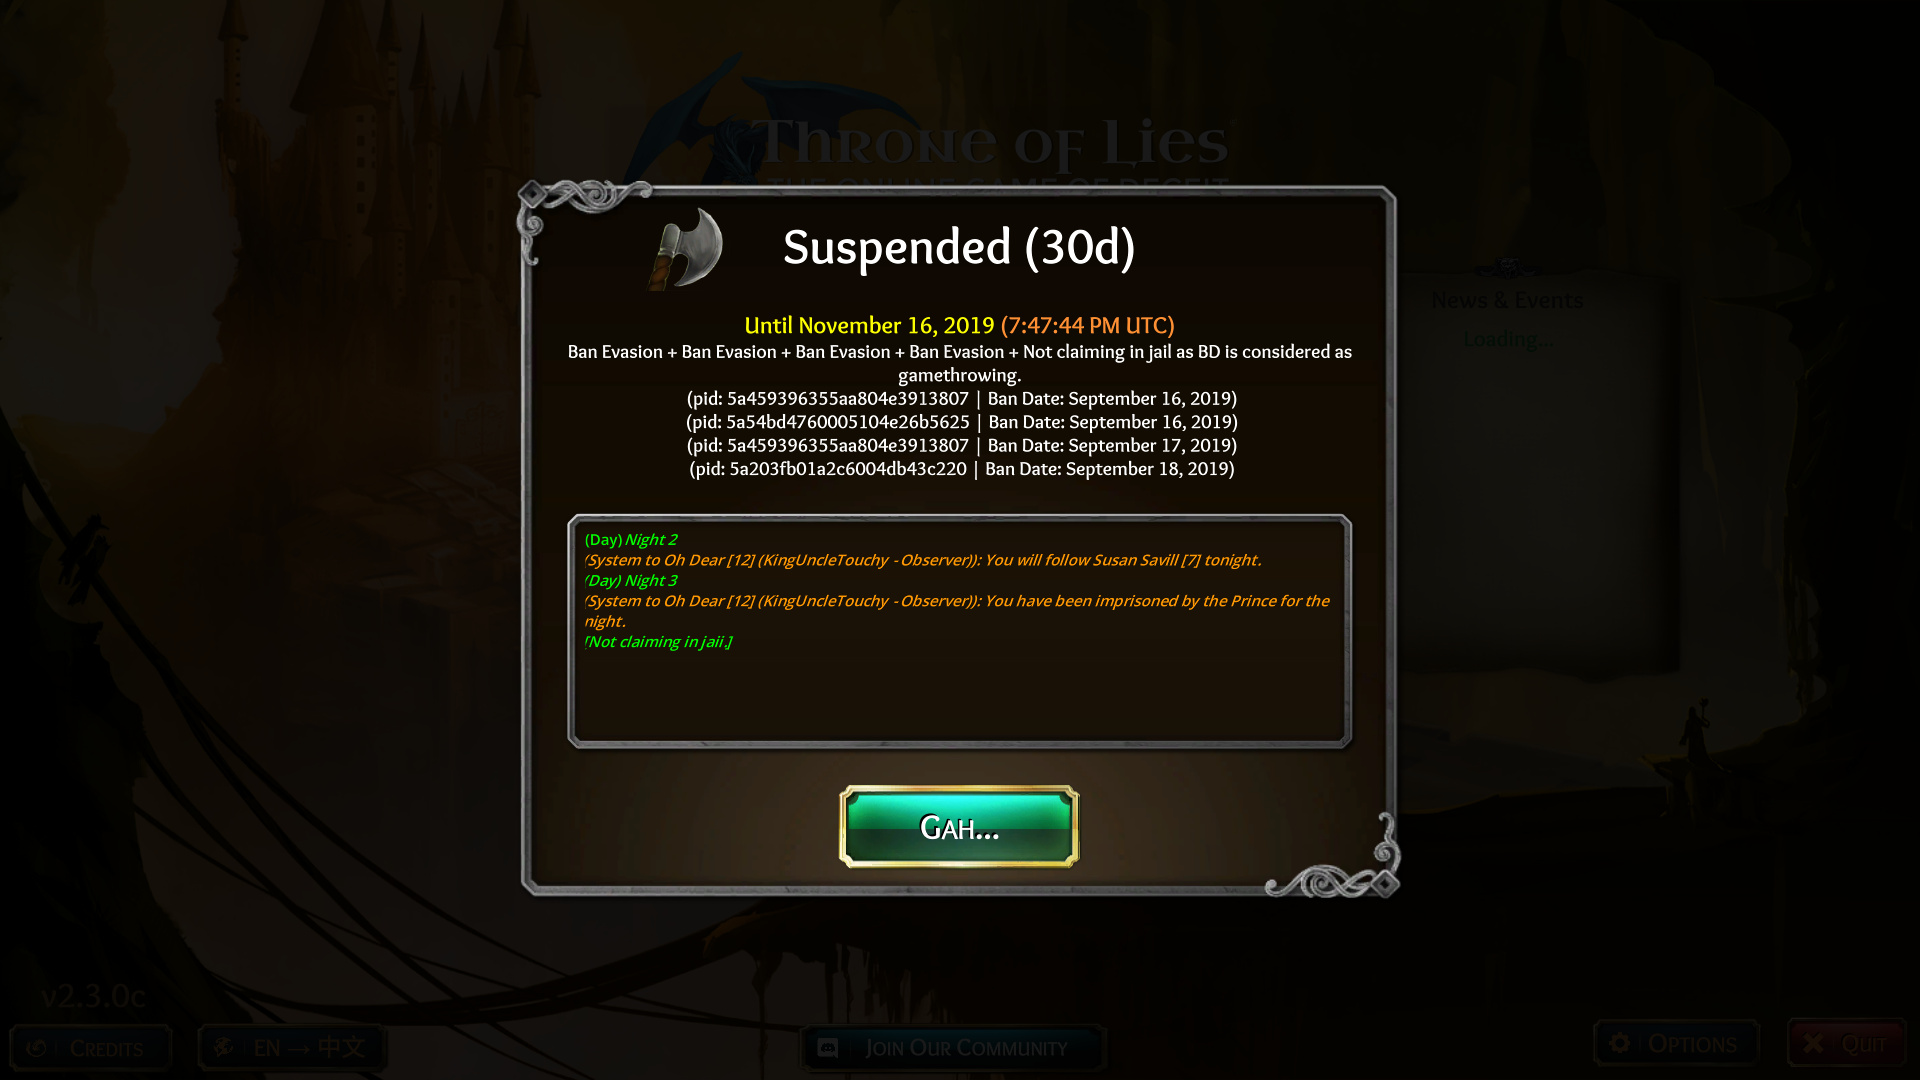 Throne of Lies
THE ONLINE GAME OF DECEIT
Suspended (30d)
Until November 16, 2019 (7:47:44 PM UTC)
Ban Evasion + Ban Evasion + Ban Evasion + Ban Evasion + Not claiming in jail as BD is considered as
gamethrowing.
(pid: 5a459396355aa804e3913807 | Ban Date: September 16, 2019)
(pid: 5a54bd4760005104e26b5625 | Ban Date: September 16, 2019)
(pid: 5a459396355aa804e3913807 | Ban Date: September 17, 2019)
(pid: 5a203fb01a2c6004db43c220 | Ban Date: September 18, 2019)
News & Events
Loading...
(Day) Night 2
(System to Oh Dear [12] (KingUncleTouchy - Observer)): You will follow Susan Savill [7] tonight.
(Day) Night 3
(System to Oh Dear [12] (KingUncleTouchy - Observer)): You have been imprisoned by the Prince for the
night.
[Not claiming in jaii.]
GAH...
v2.3.0c
CREDITS
EN → 中文
JOIN OUR COMMUNITY
OPTIONS
QUIT